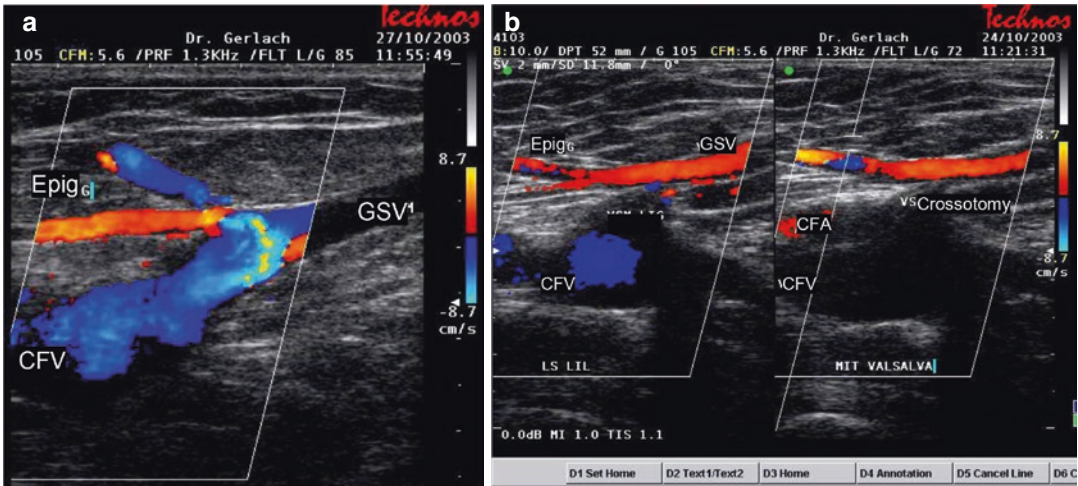 a
Technos
Dr. Gerlach 27/10/2003
105 CFM:5.6 /PRF 1.3KHz /FLT L/G 85 11:55:49
8.7
Epig G
GSV
-8.7
cm/s
CFV
b
Technos
4103 Dr. Gerlach 24/10/2003
B:10.0/ DPT 52 mm / G 105 CFM:5.6 /PRF 1.3KHz /FLT L/G 72 11:21:31
SV 2 mm/SD 11.8mm / 0°
Epig G GSV
8.7
VSM LIG
VS Crossotomy
CFA
-8.7
cm/s
CFV
CFV
LS LIL
MIT VALSALVA
0.0dB MI 1.0 TIS 1.1
D1 Set Home D2 Text1/Text2 D3 Home D4 Annotation D5 Cancel Line D6 C